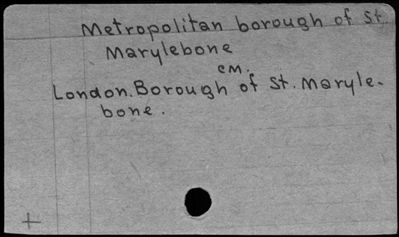 Metropolitan borough of St.
Marylebone
cm.
London. Borough of St. Maryle-
bone.